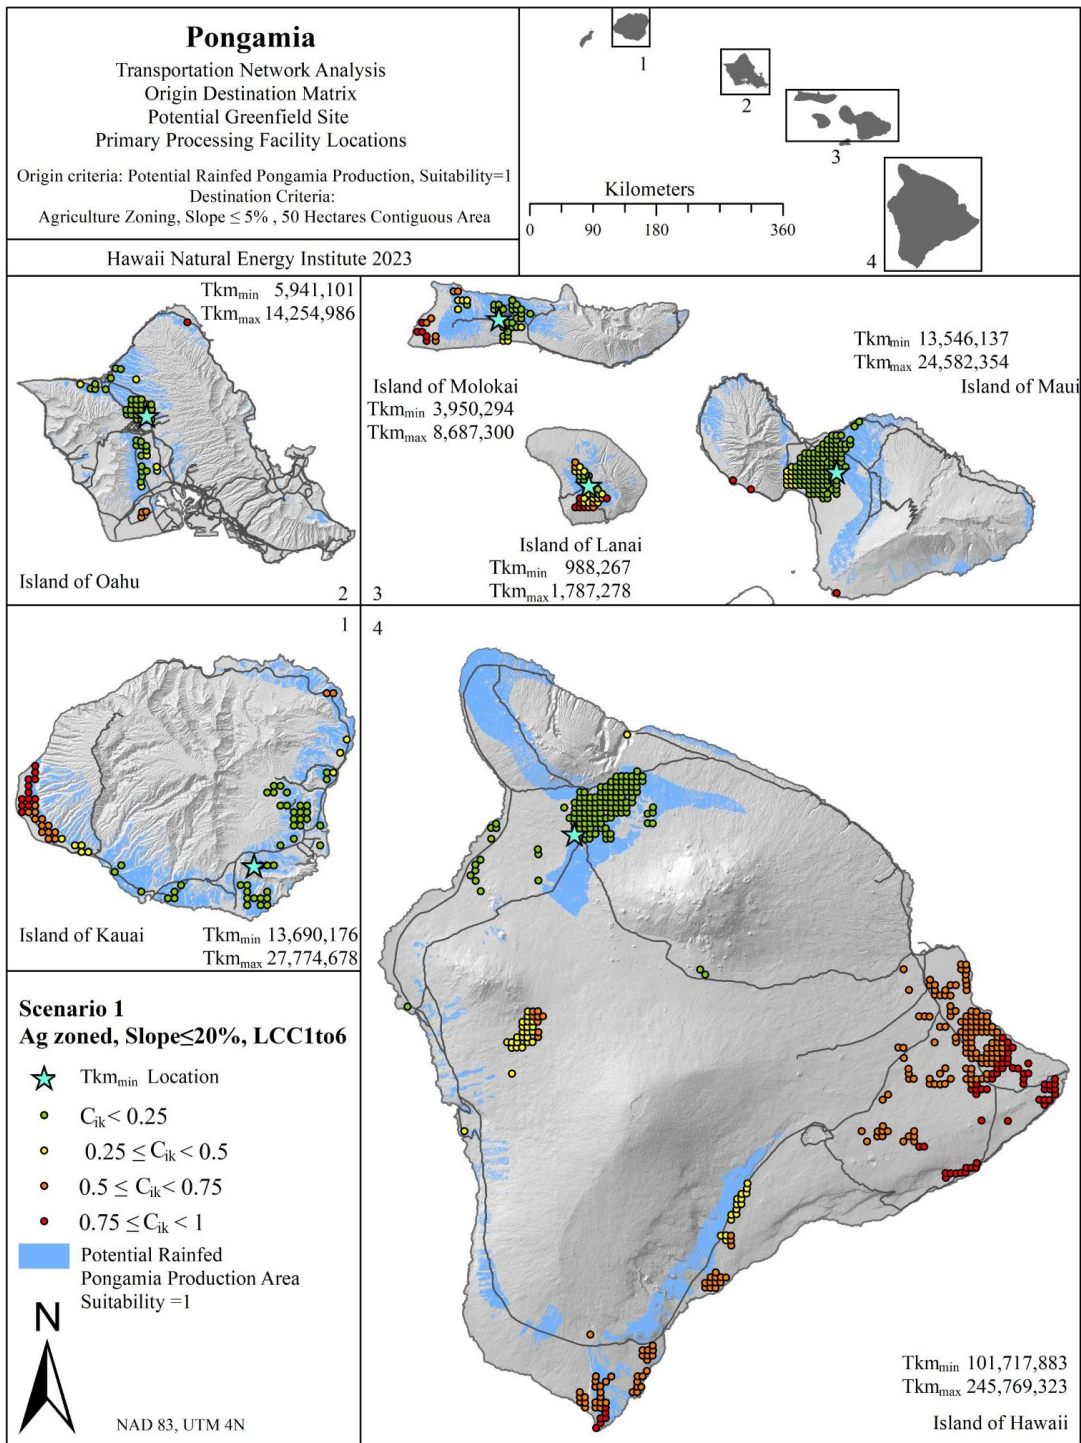 Pongamia
Transportation Network Analysis
Origin Destination Matrix
Potential Greenfield Site
Primary Processing Facility Locations
Origin criteria: Potential Rainfed Pongamia Production, Suitability=1
Destination Criteria:
Agriculture Zoning, Slope ≤ 5% , 50 Hectares Contiguous Area
Hawaii Natural Energy Institute 2023
1
2
3
4
Kilometers
0 90 180 360
Tkmmin 5,941,101
Tkmmax 14,254,986
Island of Oahu
2
Island of Molokai
Tkmmin 3,950,294
Tkmmax 8,687,300
Island of Lanai
Tkmmin 988,267
Tkmmax 1,787,278
Tkmmin 13,546,137
Tkmmax 24,582,354
Island of Maui
3
1
Island of Kauai
Tkmmin 13,690,176
Tkmmax 27,774,678
4
Tkmmin 101,717,883
Tkmmax 245,769,323
Island of Hawaii
Scenario 1
Ag zoned, Slope≤20%, LCC1to6
Tkmmin Location
Cik < 0.25
0.25 ≤ Cik < 0.5
0.5 ≤ Cik < 0.75
0.75 ≤ Cik < 1
Potential Rainfed
Pongamia Production Area
Suitability =1
N
NAD 83, UTM 4N